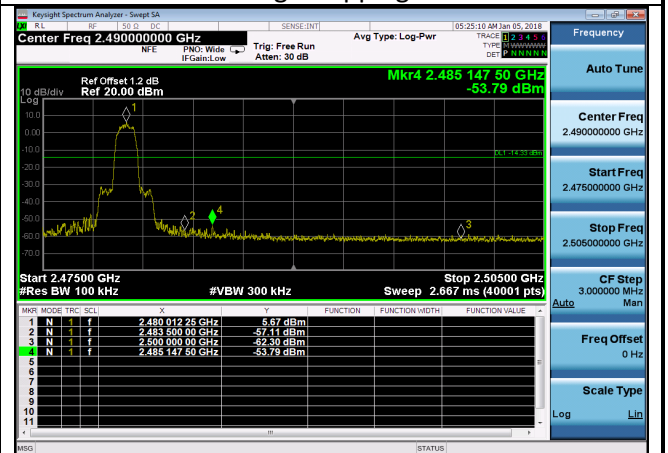 Keysight Spectrum Analyzer - Swept SA
RL RF 50 Ω DC SENSE:INT 05:25:10 AM Jan 05, 2018
Center Freq 2.490000000 GHz
NFE PNO: Wide IFGain:Low Trig: Free Run Atten: 30 dB
Avg Type: Log-Pwr
TRACE 1 2 3 4 5 6
TYPE M W W W W W
DET P N N N N N
Ref Offset 1.2 dB
10 dB/div Ref 20.00 dBm
Log
Mkr4 2.485 147 50 GHz
-53.79 dBm
10.0
0.00
-10.0
-20.0
-30.0
-40.0
-50.0
-60.0
-70.0
1
2
4
3
DL1 -14.33 dBm
Start 2.47500 GHz Stop 2.50500 GHz
#Res BW 100 kHz #VBW 300 kHz Sweep 2.667 ms (40001 pts)
MKR MODE TRC SCL X Y FUNCTION FUNCTION WIDTH FUNCTION VALUE
1 N 1 f 2.480 012 25 GHz 5.67 dBm
2 N 1 f 2.483 500 00 GHz -57.11 dBm
3 N 1 f 2.500 000 00 GHz -62.30 dBm
4 N 1 f 2.485 147 50 GHz -53.79 dBm
5
6
7
8
9
10
11
MSG STATUS
Frequency
Auto Tune
Center Freq
2.490000000 GHz
Start Freq
2.475000000 GHz
Stop Freq
2.505000000 GHz
CF Step
3.000000 MHz
Auto Man
Freq Offset
0 Hz
Scale Type
Log Lin